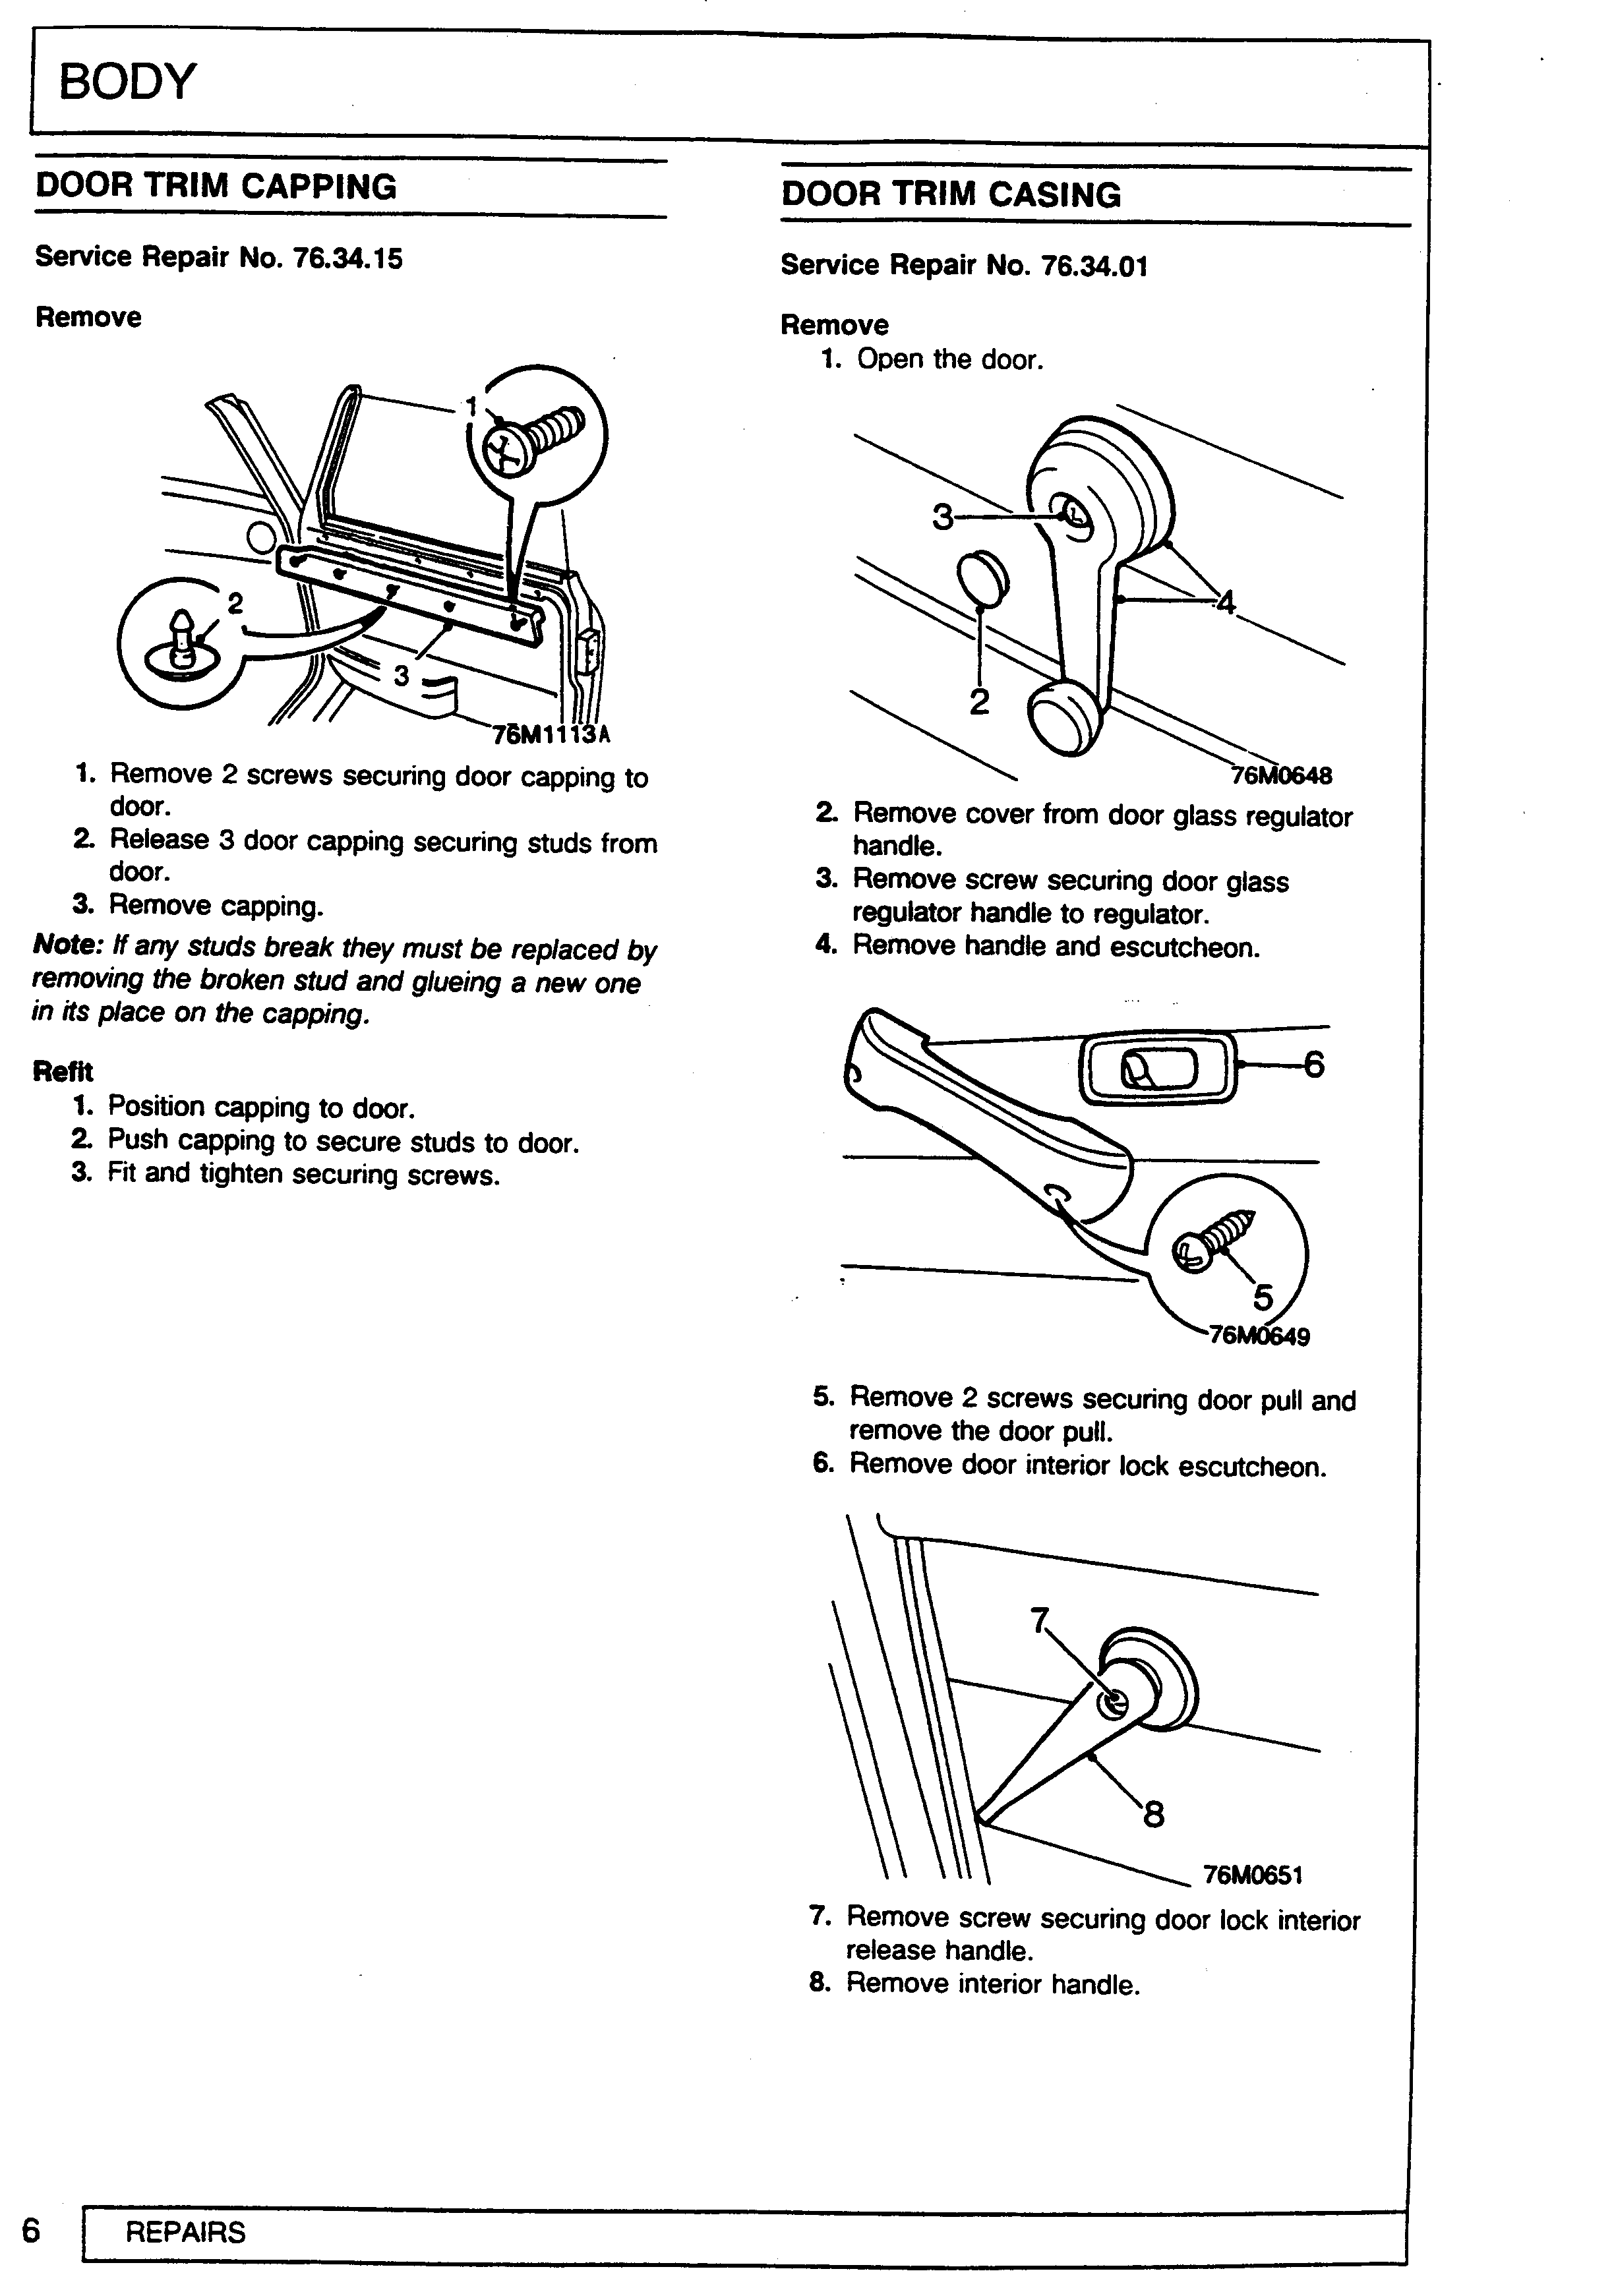 BODY
DOOR TRIM CAPPING
Service Repair No. 76.34.15
Remove
1
2
3
76M1113A
1. Remove 2 screws securing door capping to
door.
2. Release 3 door capping securing studs from
door.
3. Remove capping.
Note: If any studs break they must be replaced by
removing the broken stud and glueing a new one
in its place on the capping.
Refit
1. Position capping to door.
2. Push capping to secure studs to door.
3. Fit and tighten securing screws.
DOOR TRIM CASING
Service Repair No. 76.34.01
Remove
1. Open the door.
3
4
2
76M0648
2. Remove cover from door glass regulator
handle.
3. Remove screw securing door glass
regulator handle to regulator.
4. Remove handle and escutcheon.
6
5
76M0649
5. Remove 2 screws securing door pull and
remove the door pull.
6. Remove door interior lock escutcheon.
7
8
76M0651
7. Remove screw securing door lock interior
release handle.
8. Remove interior handle.
6
REPAIRS